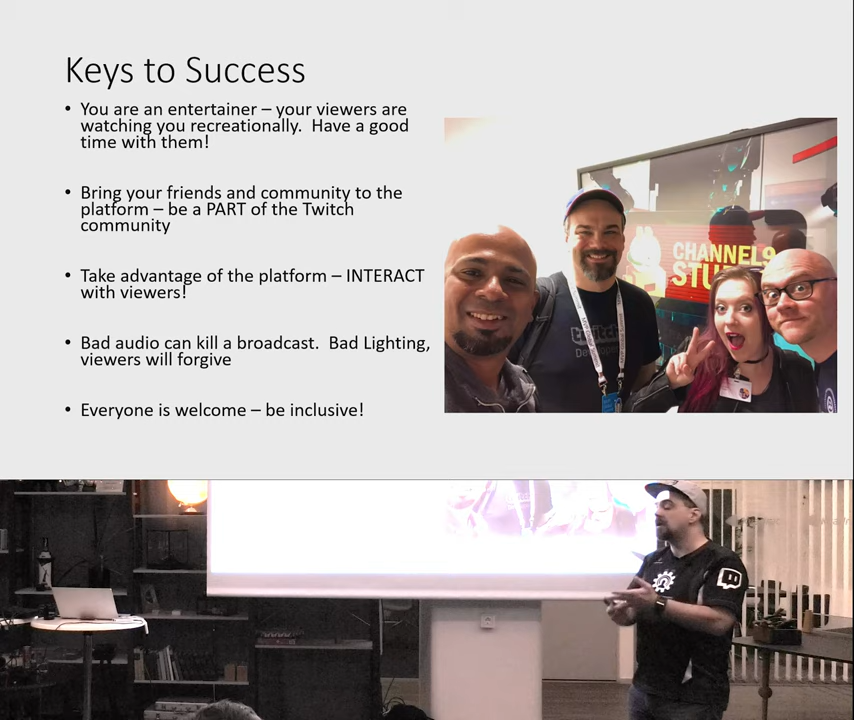 Keys to Success
• You are an entertainer – your viewers are
watching you recreationally.  Have a good
time with them!
• Bring your friends and community to the
platform – be a PART of the Twitch
community
• Take advantage of the platform – INTERACT
with viewers!
• Bad audio can kill a broadcast.  Bad Lighting,
viewers will forgive
• Everyone is welcome – be inclusive!
CHANNEL9
twitch